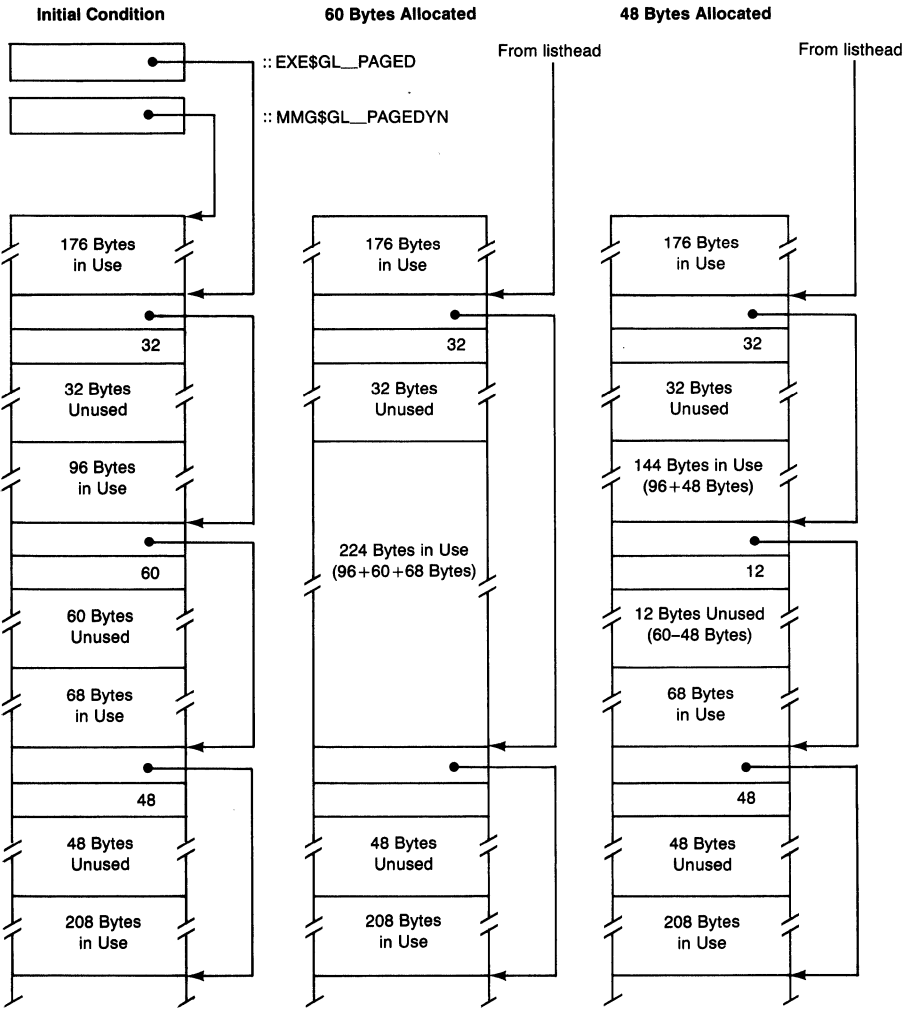 Initial Condition
60 Bytes Allocated
48 Bytes Allocated
:: EXE$GL__PAGED
:: MMG$GL__PAGEDYN
176 Bytes
in Use
32
32 Bytes
Unused
96 Bytes
in Use
60
60 Bytes
Unused
68 Bytes
in Use
48
48 Bytes
Unused
208 Bytes
in Use
From listhead
176 Bytes
in Use
32
32 Bytes
Unused
224 Bytes in Use
(96+60+68 Bytes)
48 Bytes
Unused
208 Bytes
in Use
From listhead
176 Bytes
in Use
32
32 Bytes
Unused
144 Bytes in Use
(96+48 Bytes)
12
12 Bytes Unused
(60–48 Bytes)
68 Bytes
in Use
48
48 Bytes
Unused
208 Bytes
in Use